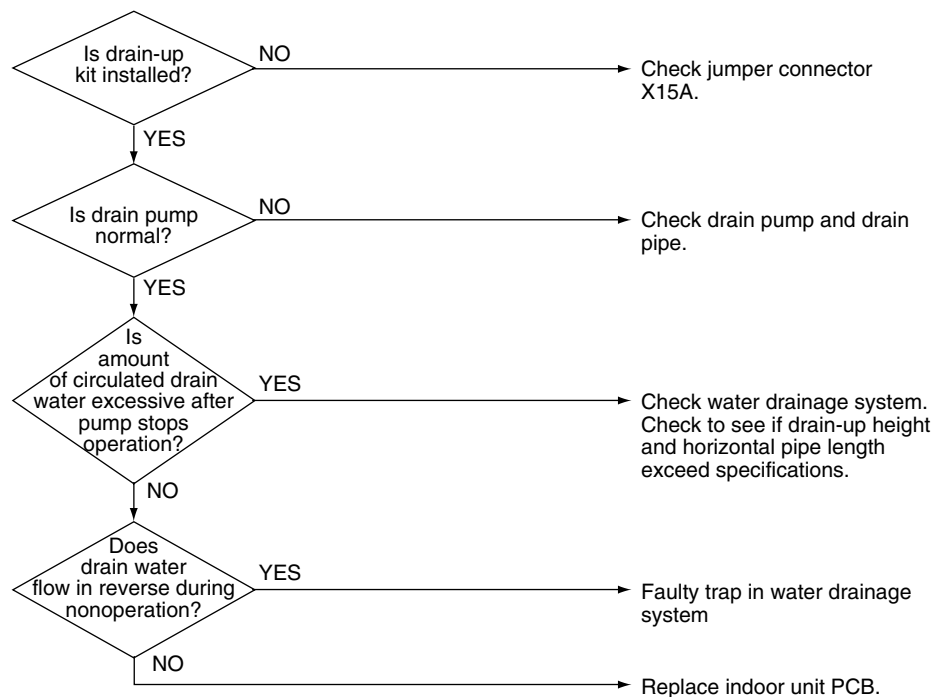 Is drain-up
kit installed?
NO
Check jumper connector
X15A.
YES
Is drain pump
normal?
NO
Check drain pump and drain
pipe.
YES
Is
amount
of circulated drain
water excessive after
pump stops
operation?
YES
Check water drainage system.
Check to see if drain-up height
and horizontal pipe length
exceed specifications.
NO
Does
drain water
flow in reverse during
nonoperation?
YES
Faulty trap in water drainage
system
NO
Replace indoor unit PCB.